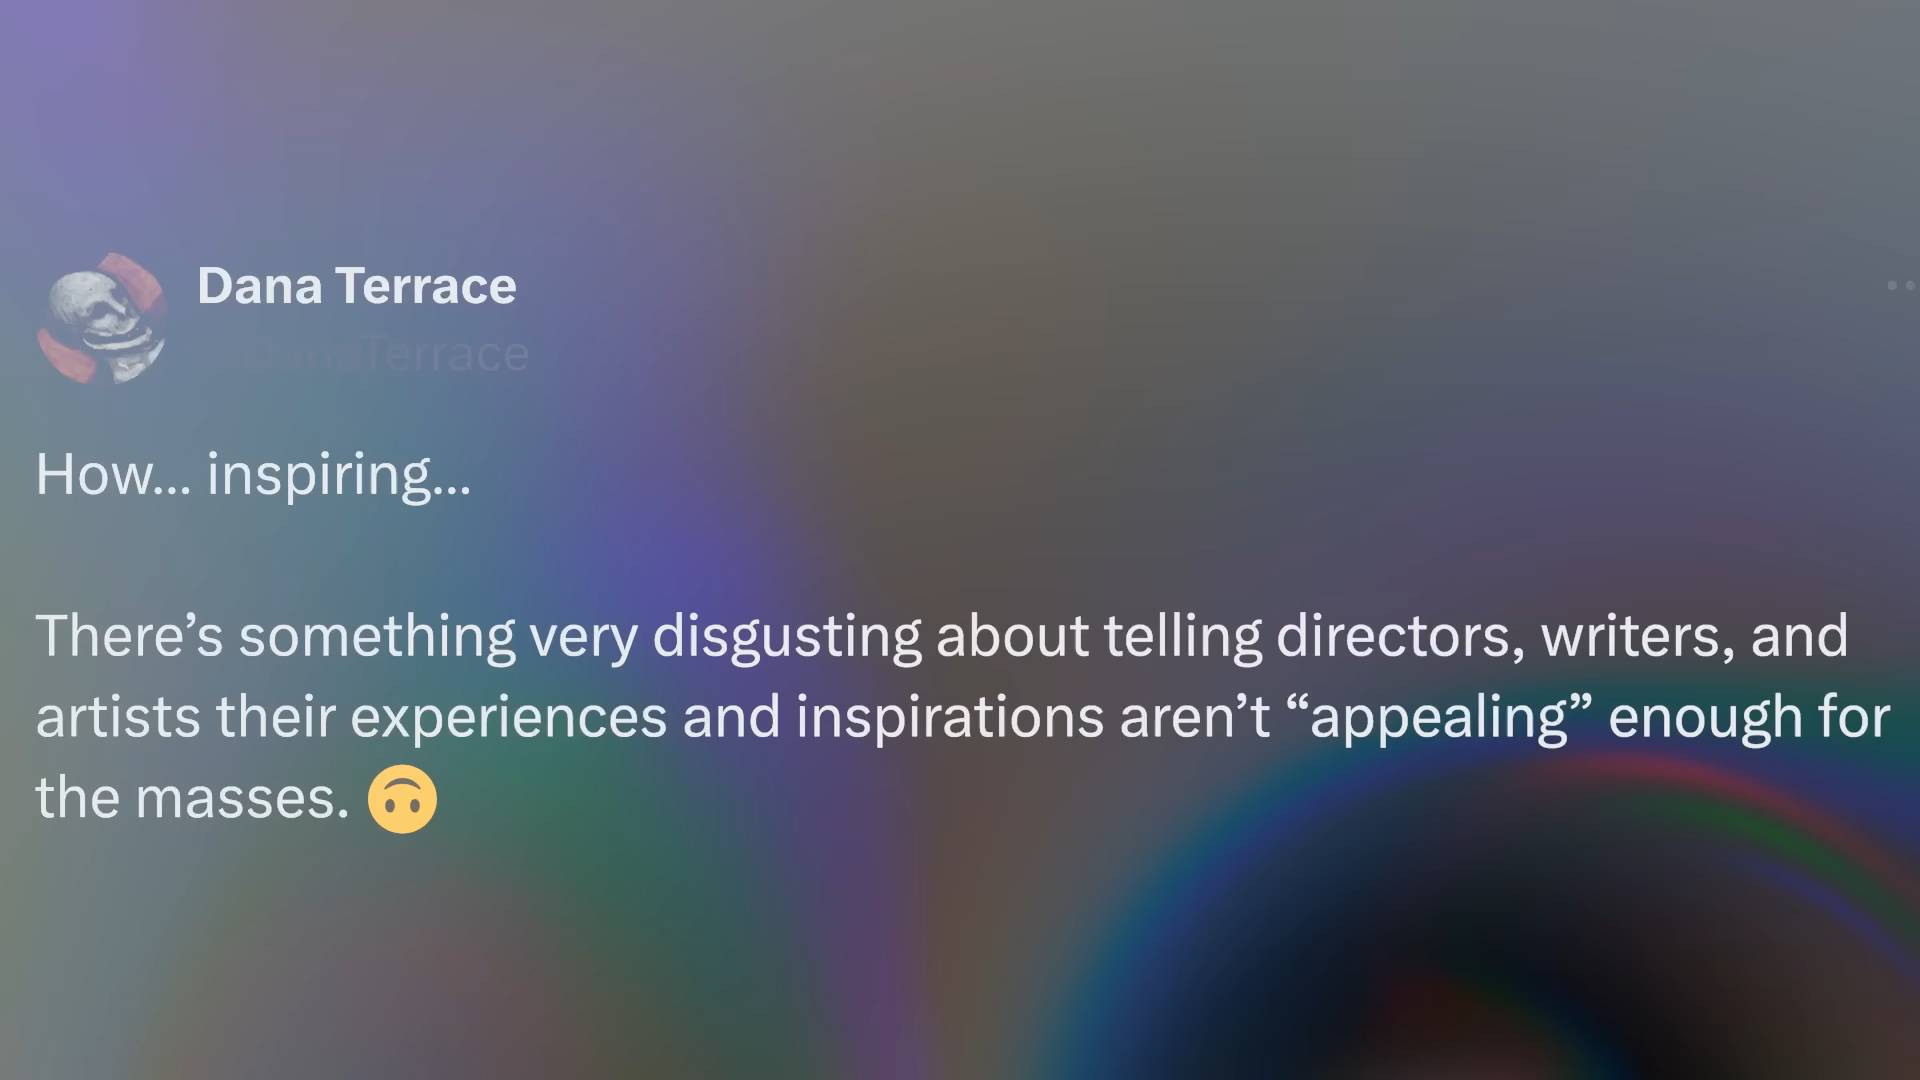 Dana Terrace
@DanaTerrace
How... inspiring...
There’s something very disgusting about telling directors, writers, and
artists their experiences and inspirations aren’t “appealing” enough for
the masses. 🙃